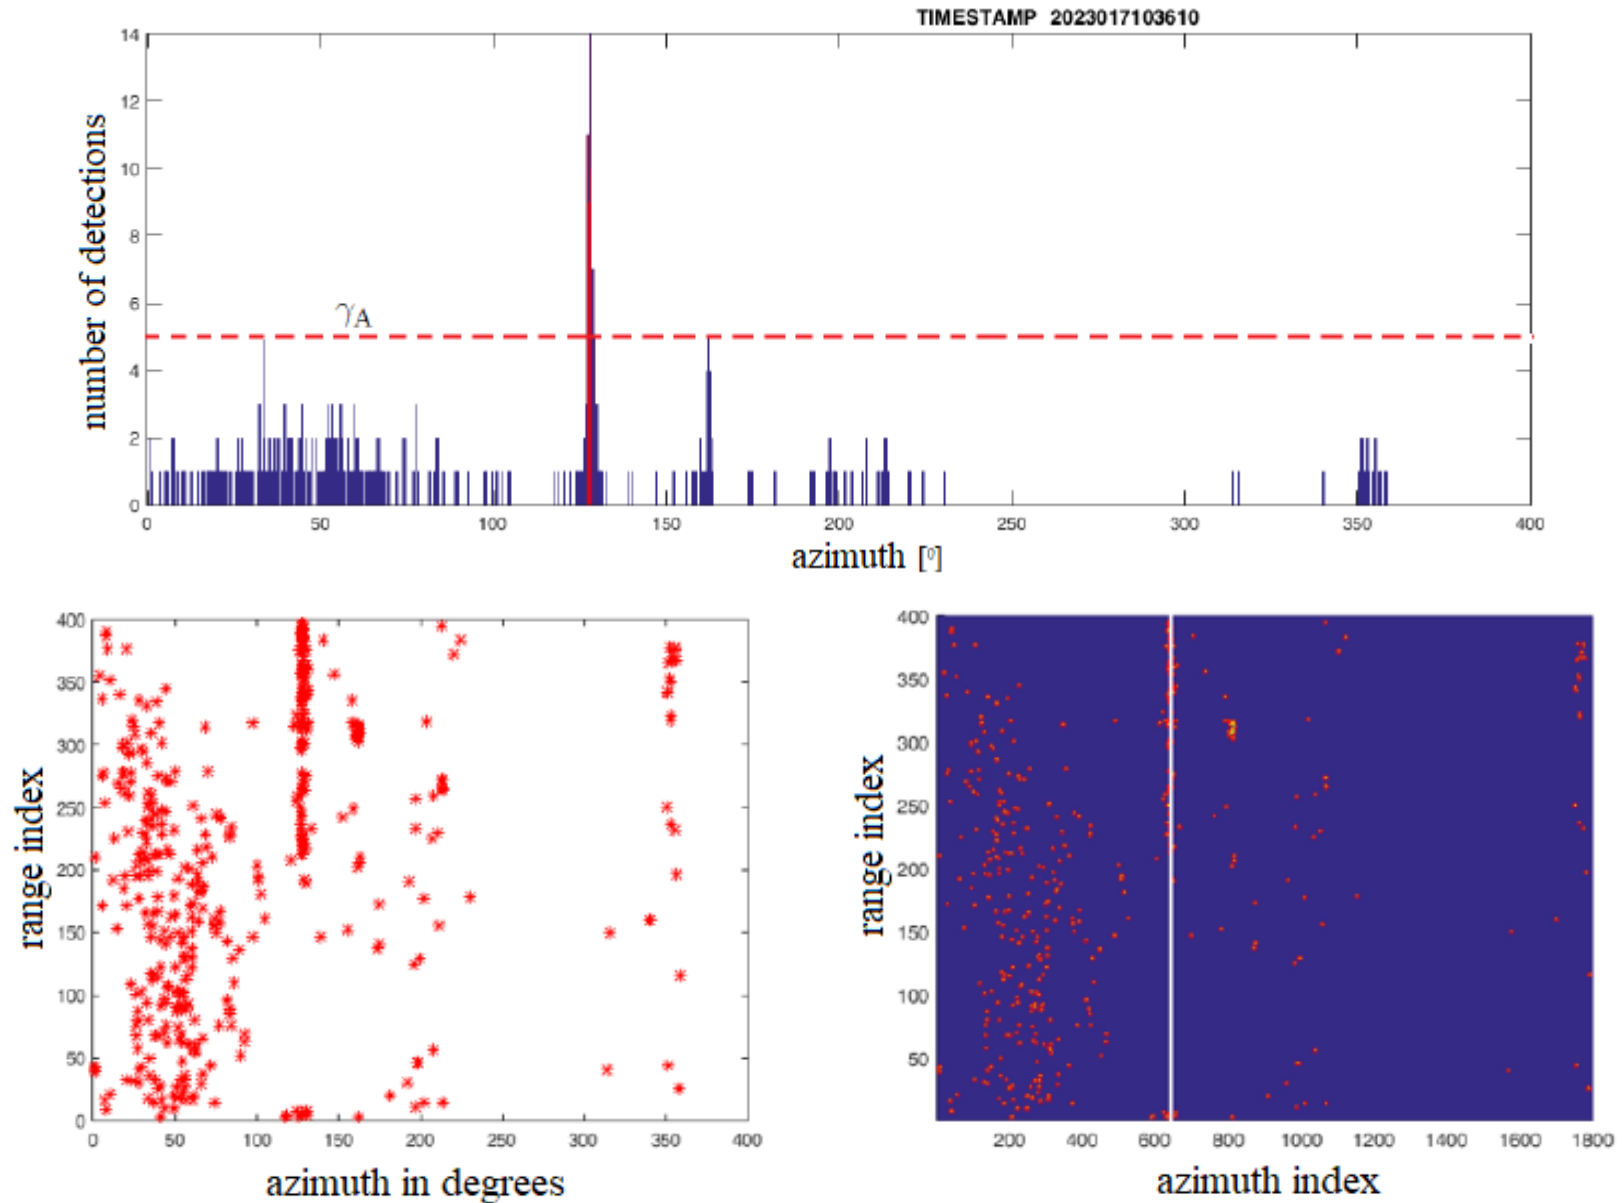 TIMESTAMP 2023017103610
14
12
10
8
6
4
2
0
number of detections
γA
0 50 100 150 200 250 300 350 400
azimuth [º]
400
350
300
250
200
150
100
50
0
range index
0 50 100 150 200 250 300 350 400
azimuth in degrees
400
350
300
250
200
150
100
50
range index
200 400 600 800 1000 1200 1400 1600 1800
azimuth index